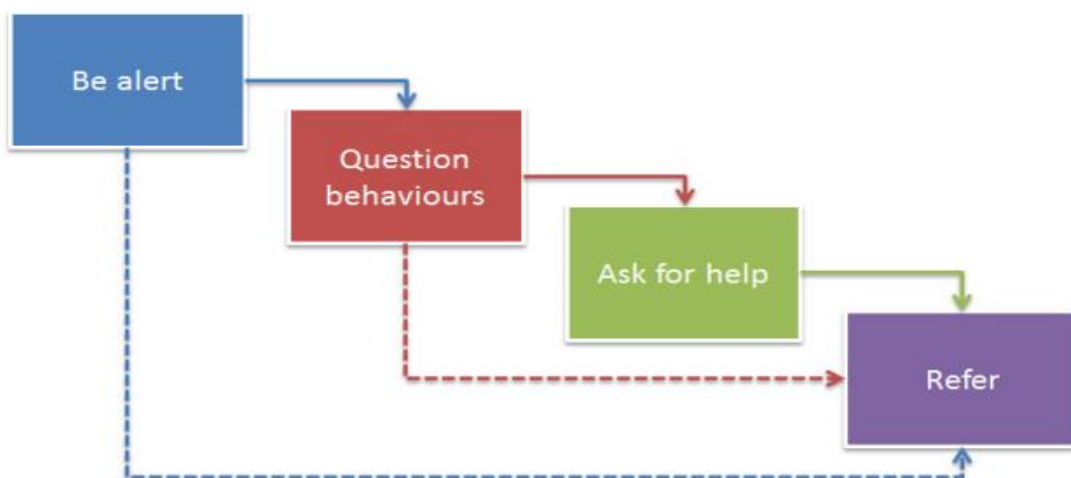 Be alert
Question
behaviours
Ask for help
Refer